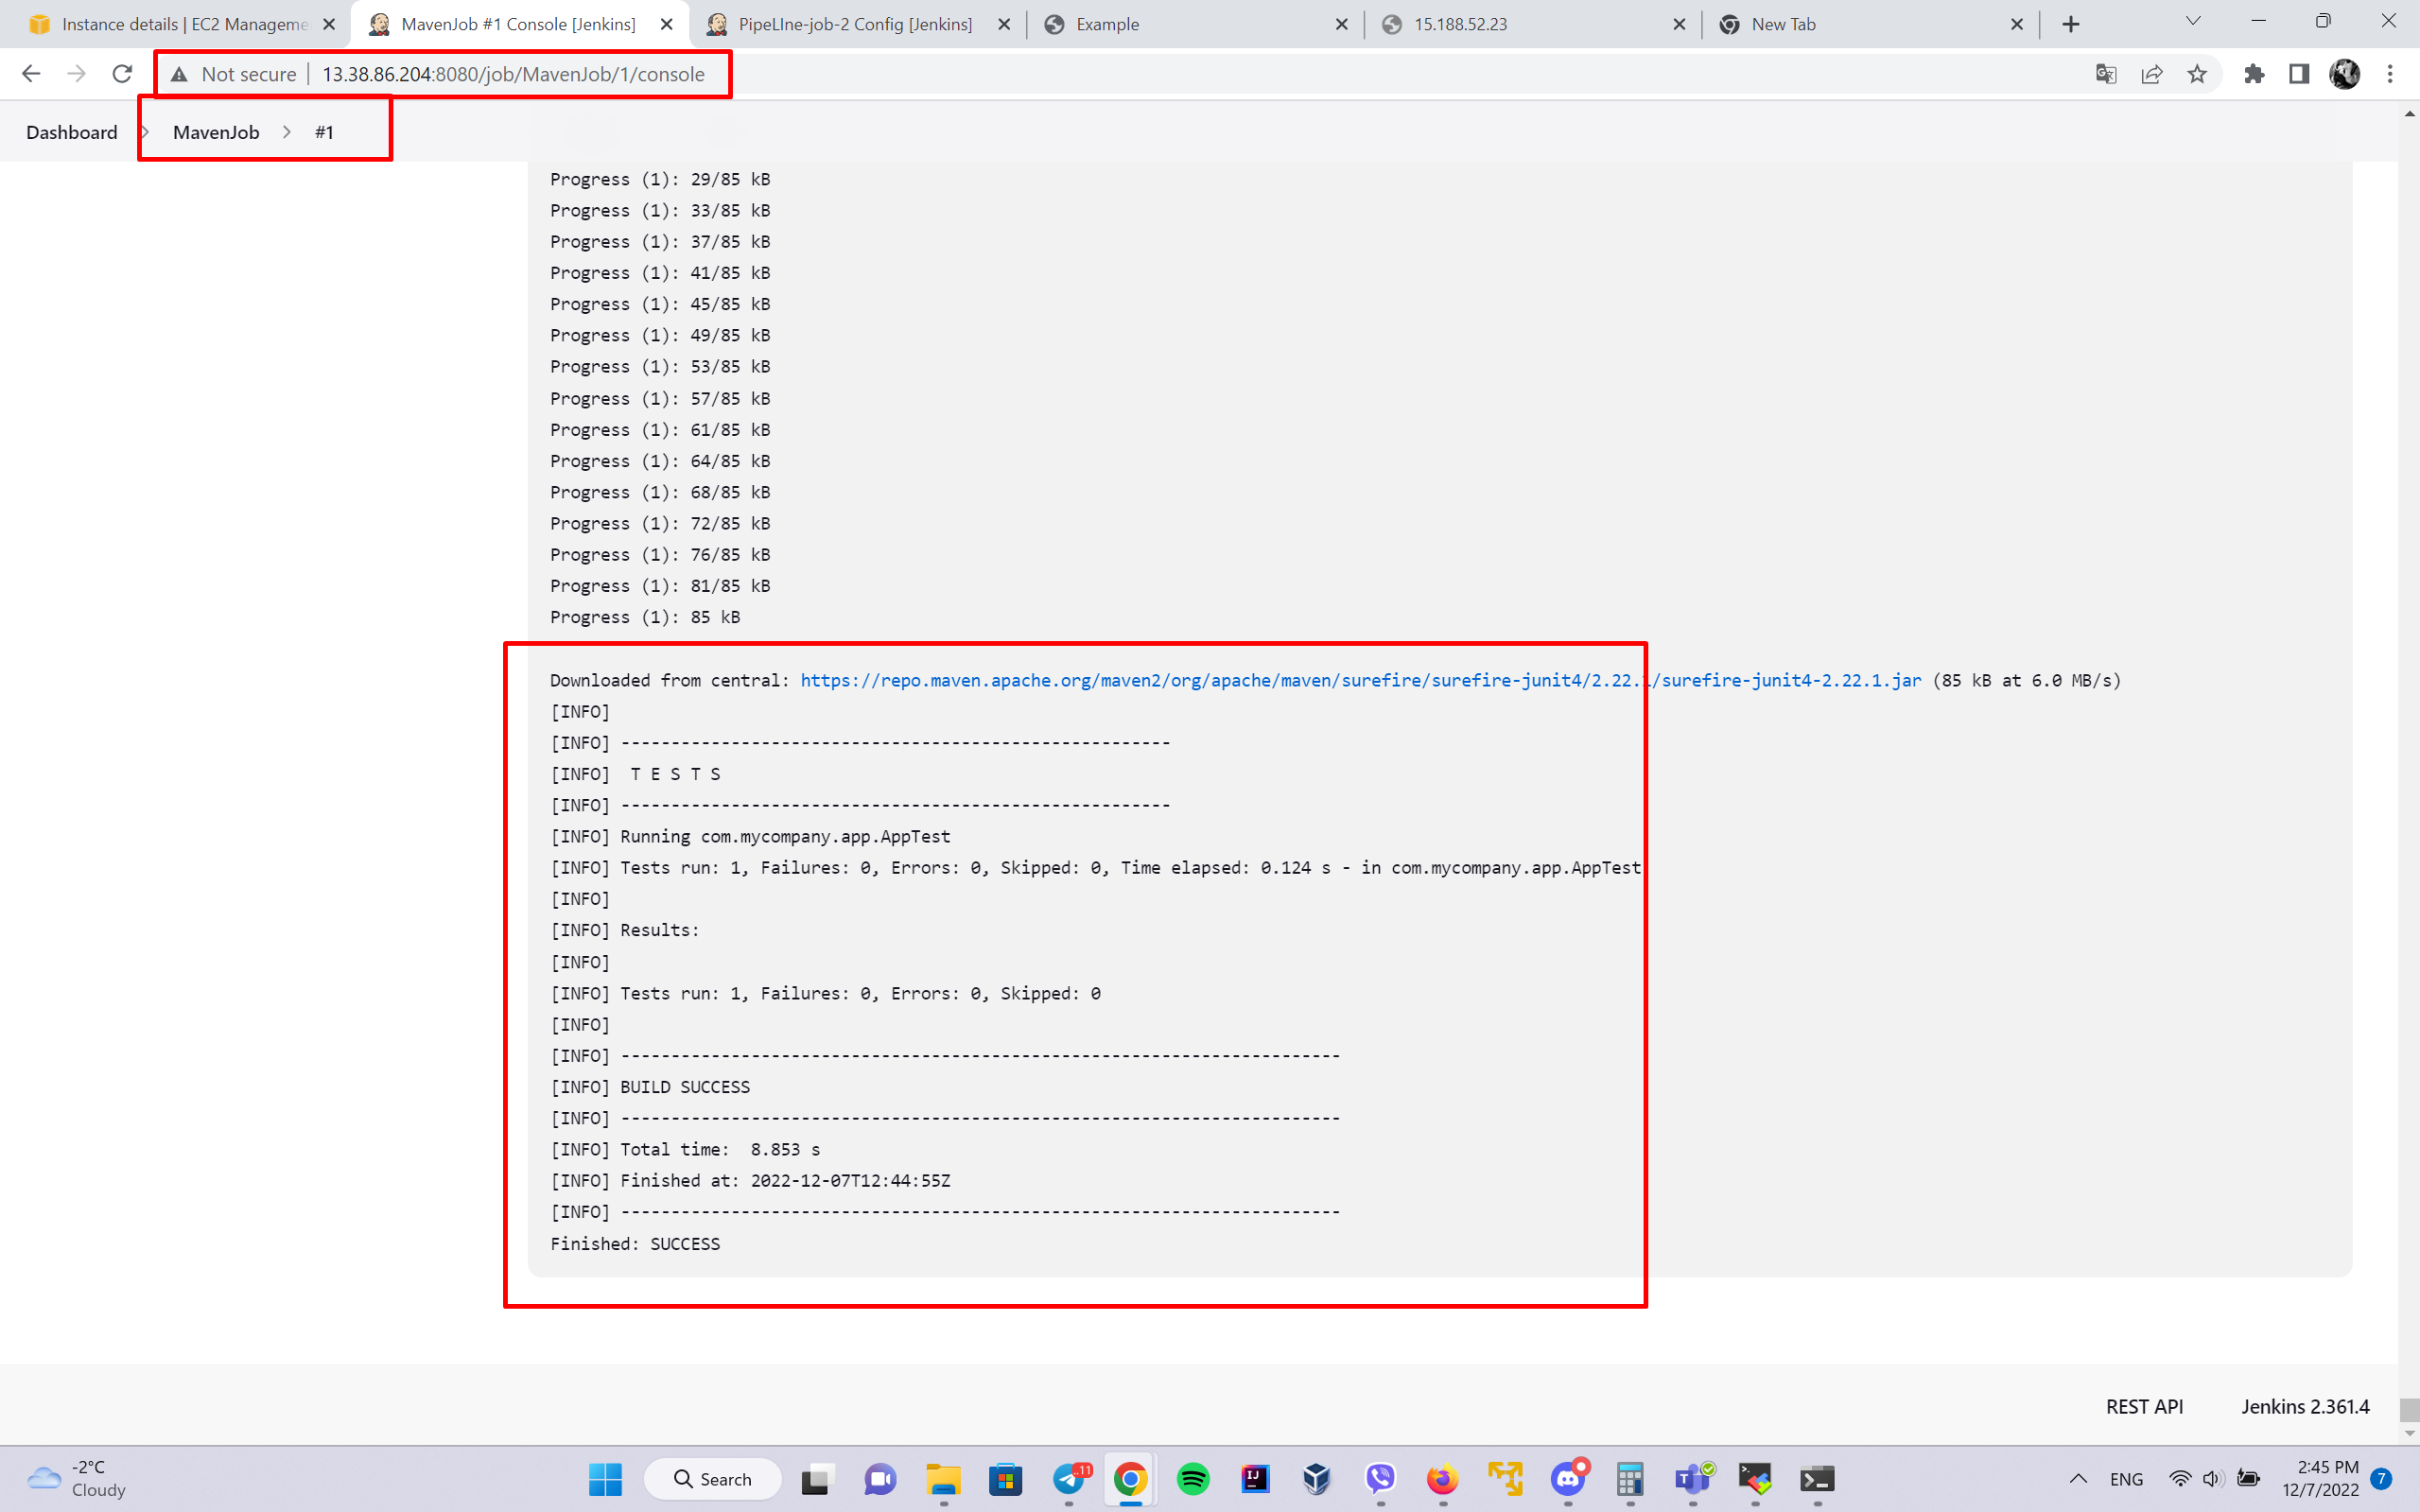 Instance details | EC2 Manageme
MavenJob #1 Console [Jenkins]
PipeLIne-job-2 Config [Jenkins]
Example
15.188.52.23
New Tab
Not secure
13.38.86.204:8080/job/MavenJob/1/console
Dashboard
MavenJob
#1
Progress (1): 29/85 kB
Progress (1): 33/85 kB
Progress (1): 37/85 kB
Progress (1): 41/85 kB
Progress (1): 45/85 kB
Progress (1): 49/85 kB
Progress (1): 53/85 kB
Progress (1): 57/85 kB
Progress (1): 61/85 kB
Progress (1): 64/85 kB
Progress (1): 68/85 kB
Progress (1): 72/85 kB
Progress (1): 76/85 kB
Progress (1): 81/85 kB
Progress (1): 85 kB
Downloaded from central: https://repo.maven.apache.org/maven2/org/apache/maven/surefire/surefire-junit4/2.22.1/surefire-junit4-2.22.1.jar (85 kB at 6.0 MB/s)
[INFO]
[INFO] -------------------------------------------------------
[INFO]  T E S T S
[INFO] -------------------------------------------------------
[INFO] Running com.mycompany.app.AppTest
[INFO] Tests run: 1, Failures: 0, Errors: 0, Skipped: 0, Time elapsed: 0.124 s - in com.mycompany.app.AppTest
[INFO]
[INFO] Results:
[INFO]
[INFO] Tests run: 1, Failures: 0, Errors: 0, Skipped: 0
[INFO]
[INFO] ------------------------------------------------------------------------
[INFO] BUILD SUCCESS
[INFO] ------------------------------------------------------------------------
[INFO] Total time:  8.853 s
[INFO] Finished at: 2022-12-07T12:44:55Z
[INFO] ------------------------------------------------------------------------
Finished: SUCCESS
REST API
Jenkins 2.361.4
-2°C
Cloudy
Search
..11
ENG
2:45 PM
12/7/2022
7